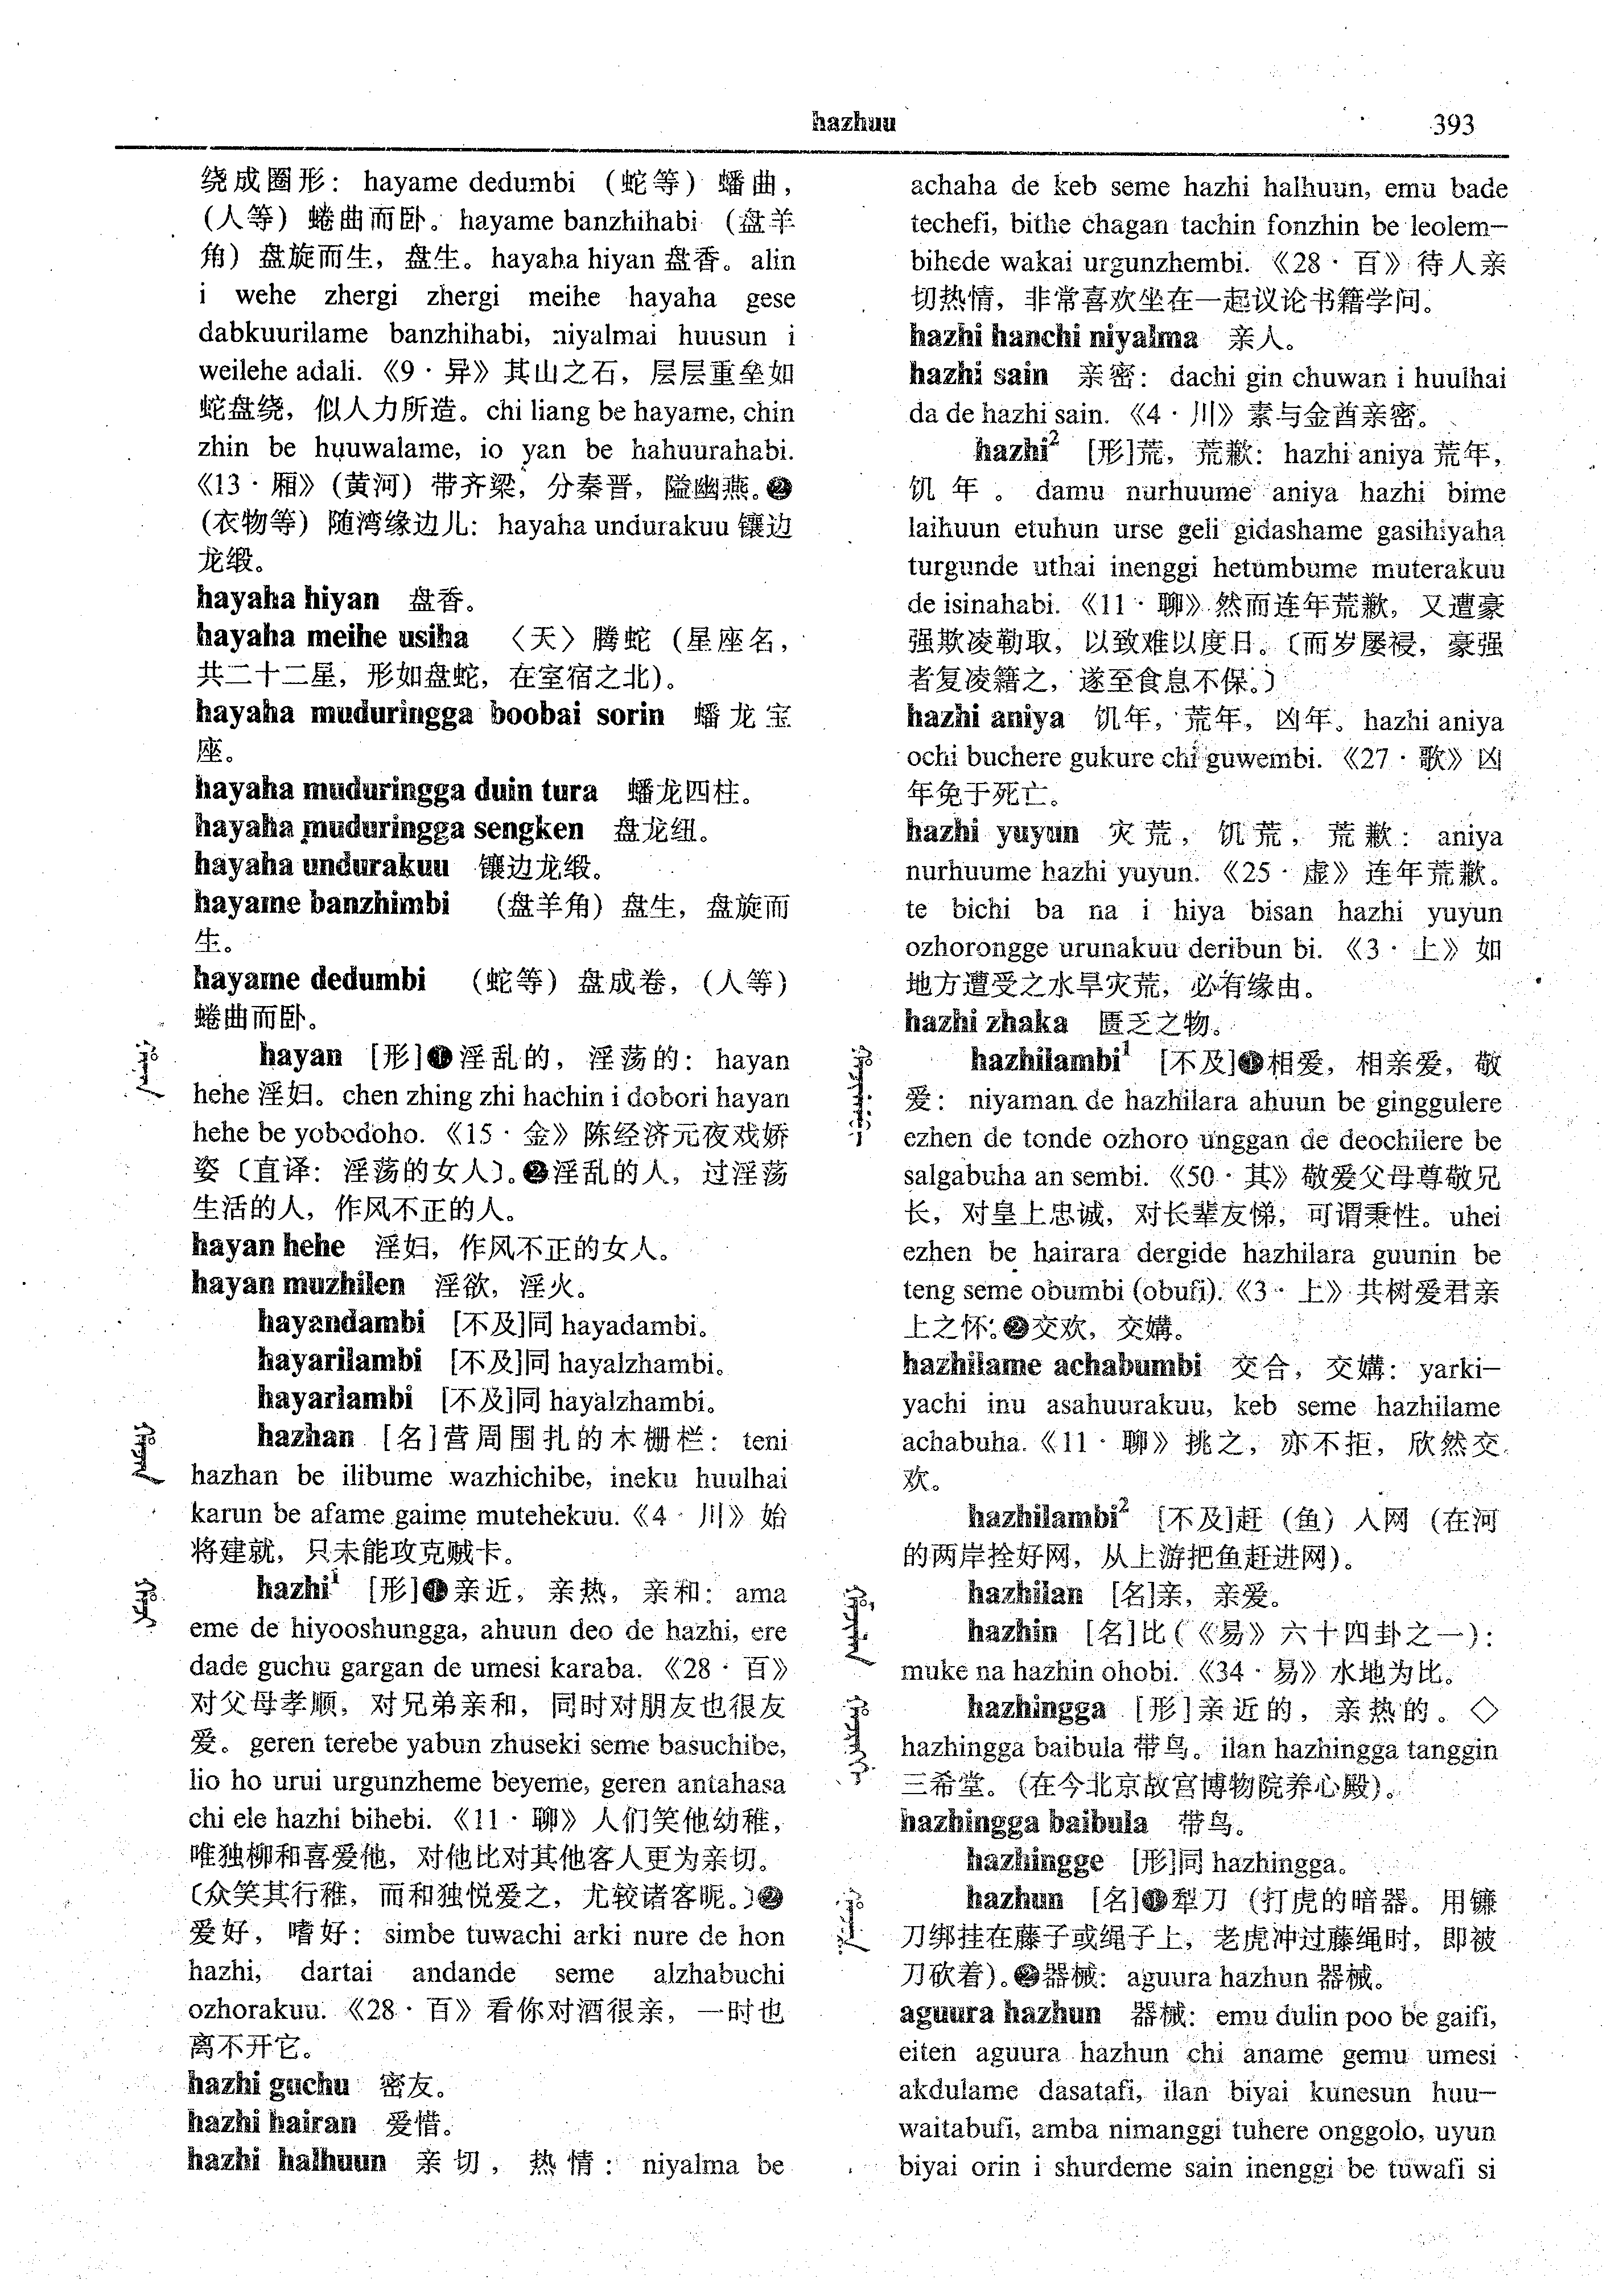 hazhuu
393
绕成圈形：hayame dedumbi （蛇等）蟠曲，
（人等）蜷曲而卧。hayame banzhihabi （盘羊
角）盘旋而生，盘生。hayaha hiyan 盘香。alin
i wehe zhergi zhergi meihe hayaha gese
dabkuurilame banzhihabi, niyalmai huusun i
weilehe adali.《9·异》其山之石，层层重垒如
蛇盘绕，似人力所造。chi liang be hayame, chin
zhin be huuwalame, io yan be hahuurahabi.
《13·厢》（黄河）带齐梁，分秦晋，隘幽燕。❷
（衣物等）随湾缘边儿：hayaha undurakuu 镶边
龙缎。
hayaha hiyan 盘香。
hayaha meihe usiha 〈天〉腾蛇（星座名，
共二十二星，形如盘蛇，在室宿之北）。
hayaha muduringga boobai sorin 蟠龙宝
座。
hayaha muduringga duin tura 蟠龙四柱。
hayaha muduringga sengken 盘龙纽。
hayaha undurakuu 镶边龙缎。
hayame banzhimbi （盘羊角）盘生，盘旋而
生。
hayame dedumbi （蛇等）盘成卷，（人等）
蜷曲而卧。
hayan [形]❶淫乱的，淫荡的：hayan
hehe 淫妇。chen zhing zhi hachin i dobori hayan
hehe be yobodoho.《15·金》陈经济元夜戏娇
姿〔直译：淫荡的女人〕。❷淫乱的人，过淫荡
生活的人，作风不正的人。
hayan hehe 淫妇，作风不正的女人。
hayan muzhilen 淫欲，淫火。
hayandambi [不及]同 hayadambi。
hayarilambi [不及]同 hayalzhambi。
hayarlambi [不及]同 hayalzhambi。
hazhan [名]营周围扎的木栅栏：teni
hazhan be ilibume wazhichibe, ineku huulhai
karun be afame gaime mutehekuu.《4·川》始
将建就，只未能攻克贼卡。
hazhi¹ [形]❶亲近，亲热，亲和：ama
eme de hiyooshungga, ahuun deo de hazhi, ere
dade guchu gargan de umesi karaba.《28·百》
对父母孝顺，对兄弟亲和，同时对朋友也很友
爱。geren terebe yabun zhuseki seme basuchibe,
lio ho urui urgunzheme beyeme, geren antahasa
chi ele hazhi bihebi.《11·聊》人们笑他幼稚，
唯独柳和喜爱他，对他比对其他客人更为亲切。
〔众笑其行稚，而和独悦爱之，尤较诸客昵。〕❷
爱好，嗜好：simbe tuwachi arki nure de hon
hazhi, dartai andande seme alzhabuchi
ozhorakuu.《28·百》看你对酒很亲，一时也
离不开它。
hazhi guchu 密友。
hazhi hairan 爱惜。
hazhi halhuun 亲切，热情：niyalma be
achaha de keb seme hazhi halhuun, emu bade
techefi, bithe chagan tachin fonzhin be leolem-
bihede wakai urgunzhembi.《28·百》待人亲
切热情，非常喜欢坐在一起议论书籍学问。
hazhi hanchi niyalma 亲人。
hazhi sain 亲密：dachi gin chuwan i huulhai
da de hazhi sain.《4·川》素与金酋亲密。
hazhi² [形]荒，荒歉：hazhi aniya 荒年，
饥年。damu nurhuume aniya hazhi bime
laihuun etuhun urse geli gidashame gasihiyaha
turgunde uthai inenggi hetumbume muterakuu
de isinahabi.《11·聊》然而连年荒歉，又遭豪
强欺凌勒取，以致难以度日。〔而岁屡祲，豪强
者复凌籍之，遂至食息不保。〕
hazhi aniya 饥年，荒年，凶年。hazhi aniya
ochi buchere gukure chi guwembi.《27·歌》凶
年免于死亡。
hazhi yuyun 灾荒，饥荒，荒歉：aniya
nurhuume hazhi yuyun.《25·虚》连年荒歉。
te bichi ba na i hiya bisan hazhi yuyun
ozhorongge urunakuu deribun bi.《3·上》如
地方遭受之水旱灾荒，必有缘由。
hazhi zhaka 匮乏之物。
hazhilambi¹ [不及]❶相爱，相亲爱，敬
爱：niyaman de hazhilara ahuun be ginggulere
ezhen de tonde ozhoro unggan de deochilere be
salgabuha an sembi.《50·其》敬爱父母尊敬兄
长，对皇上忠诚，对长辈友悌，可谓秉性。uhei
ezhen be hairara dergide hazhilara guunin be
teng seme obumbi (obufi).《3·上》共树爱君亲
上之怀。❷交欢，交媾。
hazhilame achabumbi 交合，交媾：yarki-
yachi inu asahuurakuu, keb seme hazhilame
achabuha.《11·聊》挑之，亦不拒，欣然交
欢。
hazhilambi² [不及]赶（鱼）入网（在河
的两岸拴好网，从上游把鱼赶进网）。
hazhilan [名]亲，亲爱。
hazhin [名]比（《易》六十四卦之一）：
muke na hazhin ohobi.《34·易》水地为比。
hazhingga [形]亲近的，亲热的。◇
hazhingga baibula 带鸟。ilan hazhingga tanggin
三希堂。（在今北京故宫博物院养心殿）。
hazhingga baibula 带鸟。
hazhingge [形]同 hazhingga。
hazhun [名]❶犁刀（打虎的暗器。用镰
刀绑挂在藤子或绳子上，老虎冲过藤绳时，即被
刀砍着）。❷器械：aguura hazhun 器械。
aguura hazhun 器械：emu dulin poo be gaifi,
eiten aguura hazhun chi aname gemu umesi
akdulame dasatafi, ilan biyai kunesun huu-
waitabufi, amba nimanggi tuhere onggolo, uyun
biyai orin i shurdeme sain inenggi be tuwafi si